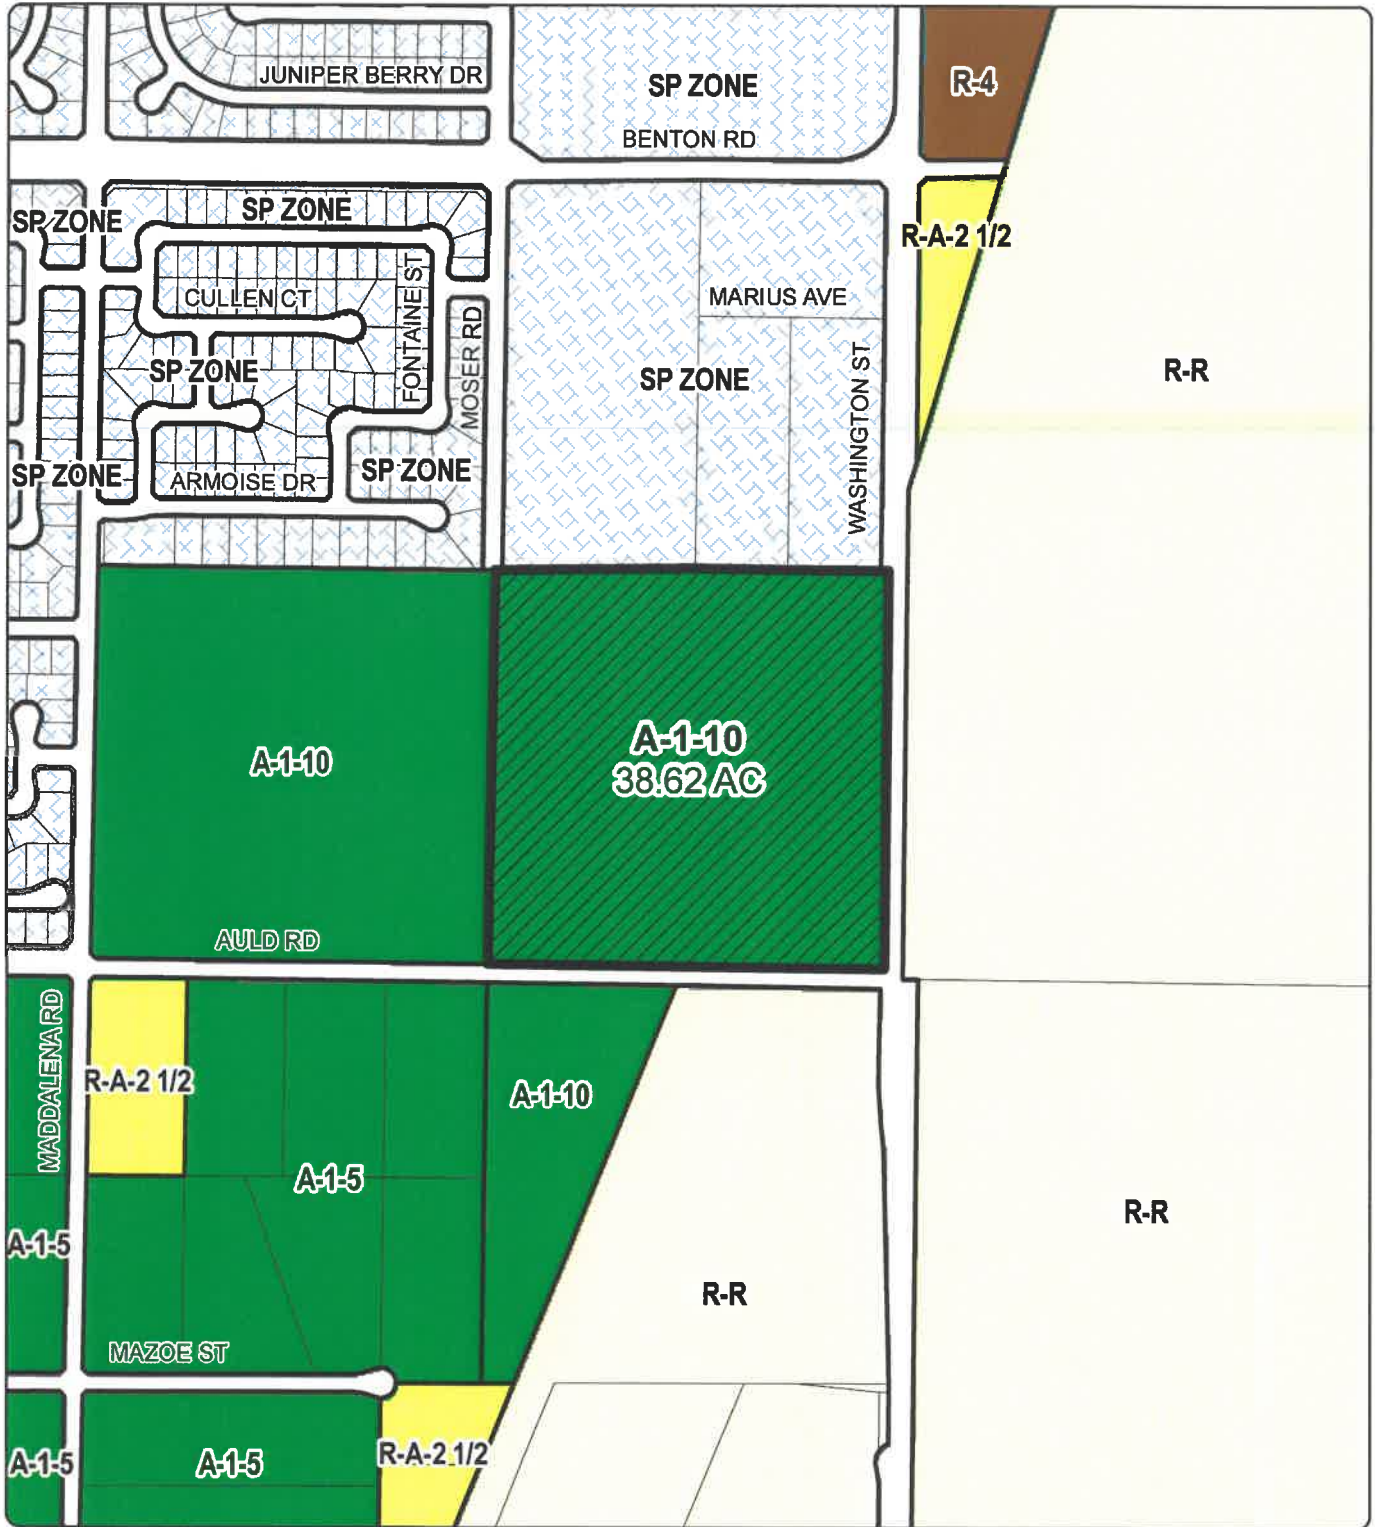 JUNIPER BERRY DR
SP ZONE
R-4
BENTON RD
SP ZONE
SP ZONE
R-A-2 1/2
CULLEN CT
FONTAINE ST
MOSER RD
MARIUS AVE
SP ZONE
SP ZONE
WASHINGTON ST
R-R
SP ZONE
ARMOISE DR
SP ZONE
A-1-10
A-1-10
38.62 AC
AULD RD
MADDALENA RD
R-A-2 1/2
A-1-10
A-1-5
A-1-5
R-R
R-R
MAZOE ST
A-1-5
A-1-5
R-A-2 1/2